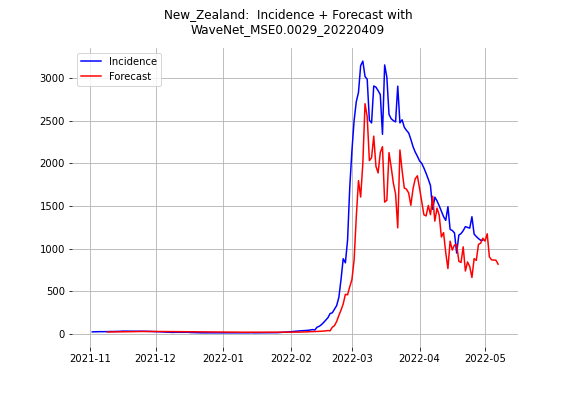 New_Zealand:  Incidence + Forecast with
WaveNet_MSE0.0029_20220409
Incidence
Forecast
3000
2500
2000
1500
1000
500
0
2021-11 2021-12 2022-01 2022-02 2022-03 2022-04 2022-05